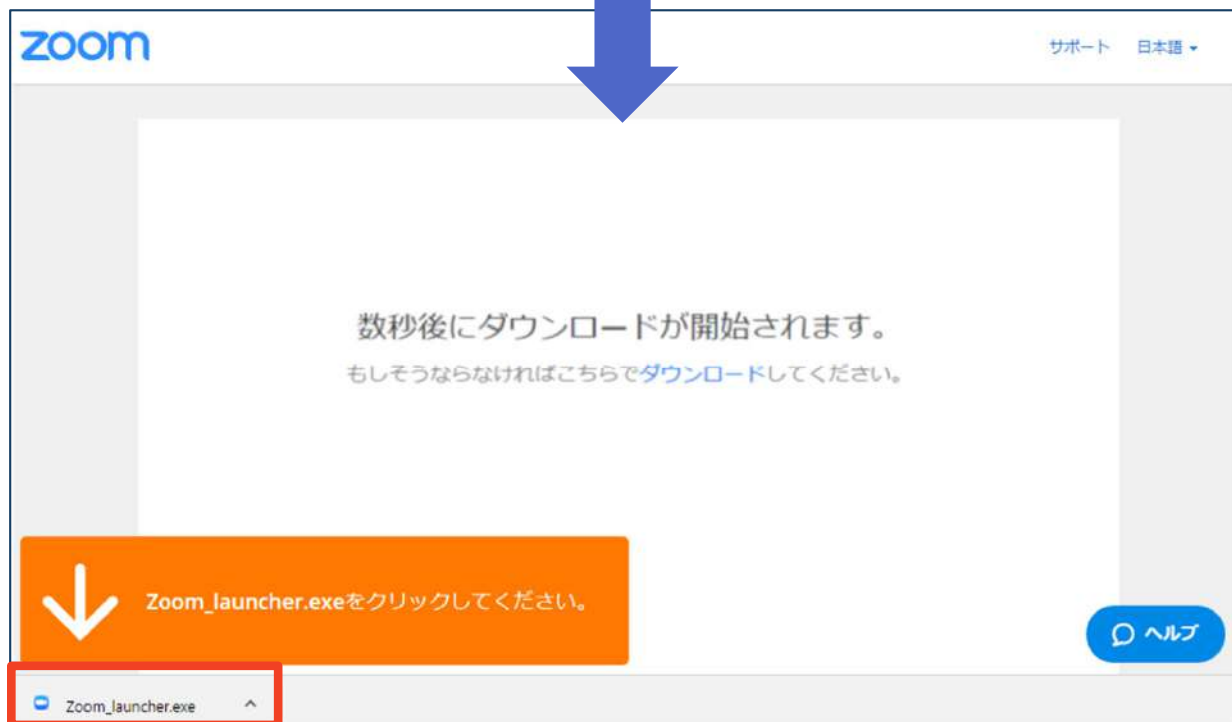 zoom
サポート 日本語
数秒後にダウンロードが開始されます。
もしそうならなければこちらでダウンロードしてください。
Zoom_launcher.exeをクリックしてください。
ヘルプ
Zoom_launcher.exe